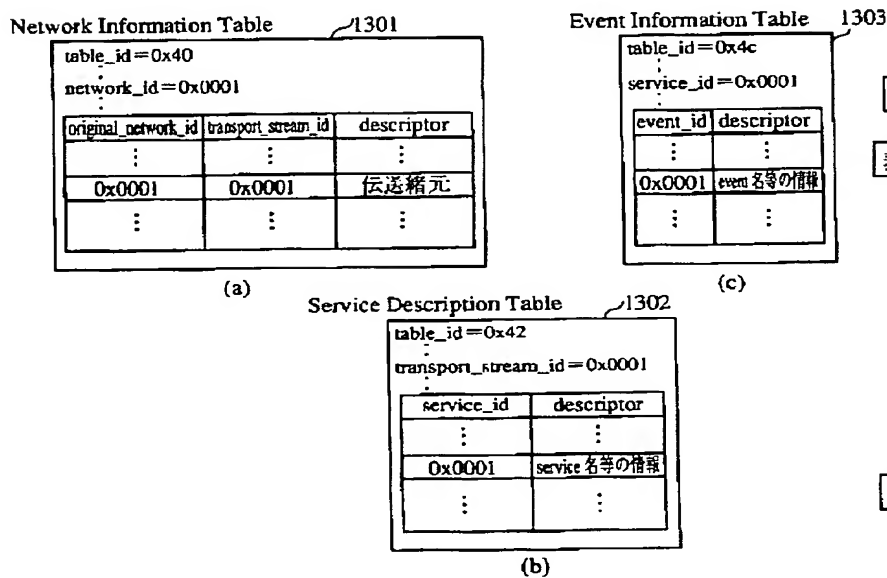 Network Information Table
1301
table_id=0x40
network_id=0x0001
original_network_id transport_stream_id descriptor
0x0001 0x0001 伝送緒元
(a)
Event Information Table
1303
table_id=0x4c
service_id=0x0001
event_id descriptor
0x0001 event 名等の情報
(c)
Service Description Table
1302
table_id=0x42
transport_stream_id=0x0001
service_id descriptor
0x0001 service 名等の情報
(b)